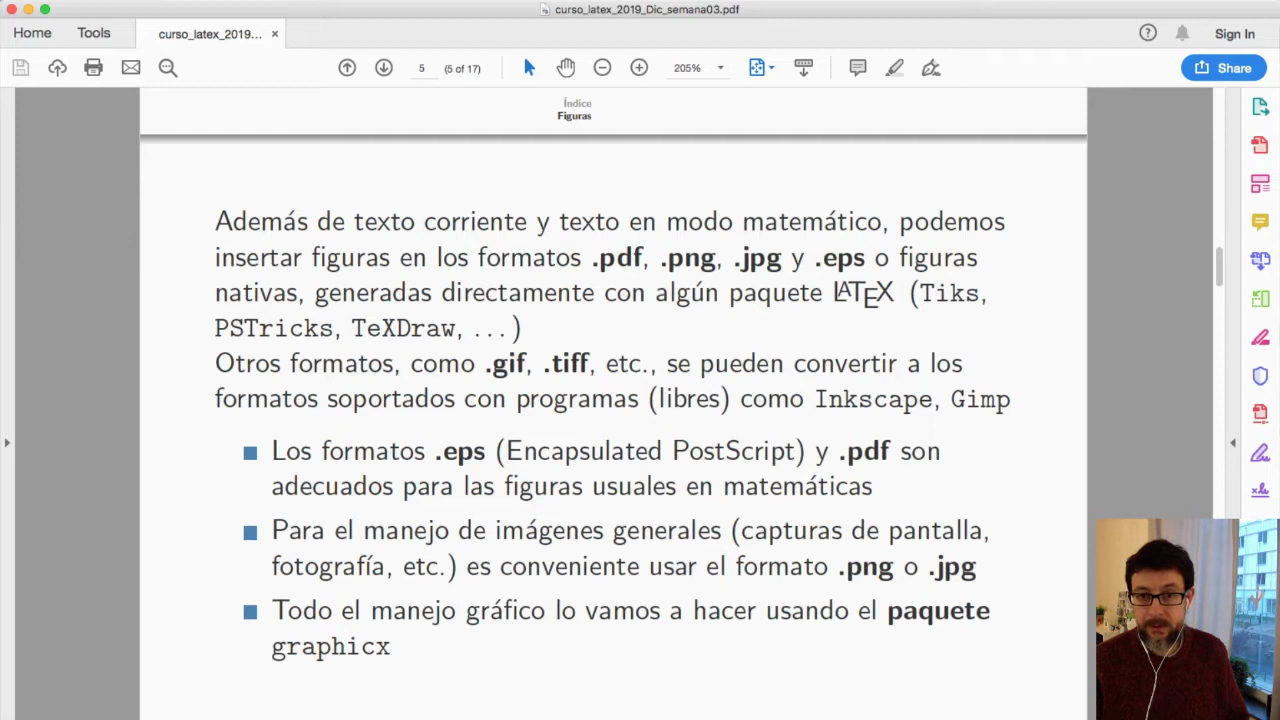 curso_latex_2019_Dic_semana03.pdf
Home Tools curso_latex_2019... × Sign In
5 (5 of 17) 205% Share
Índice
Figuras
Además de texto corriente y texto en modo matemático, podemos
insertar figuras en los formatos .pdf, .png, .jpg y .eps o figuras
nativas, generadas directamente con algún paquete LATEX (Tiks,
PSTricks, TeXDraw, ...)
Otros formatos, como .gif, .tiff, etc., se pueden convertir a los
formatos soportados con programas (libres) como Inkscape, Gimp
Los formatos .eps (Encapsulated PostScript) y .pdf son
adecuados para las figuras usuales en matemáticas
Para el manejo de imágenes generales (capturas de pantalla,
fotografía, etc.) es conveniente usar el formato .png o .jpg
Todo el manejo gráfico lo vamos a hacer usando el paquete
graphicx